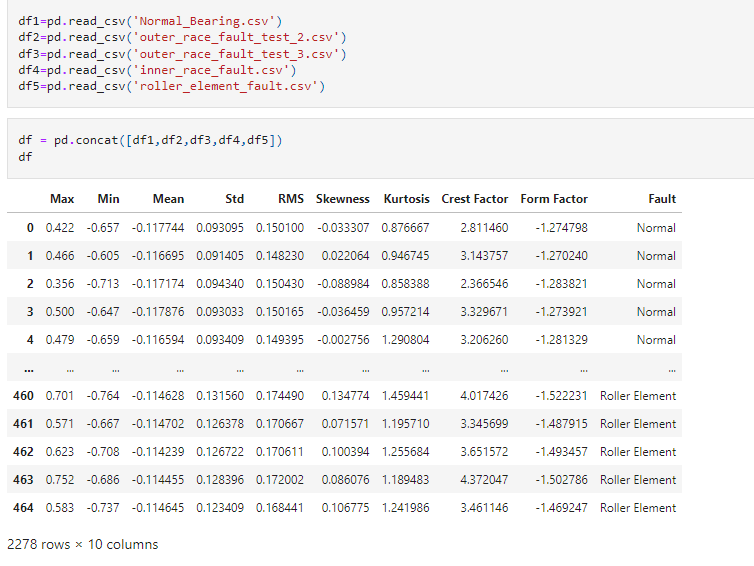 df1=pd.read_csv('Normal_Bearing.csv')
df2=pd.read_csv('outer_race_fault_test_2.csv')
df3=pd.read_csv('outer_race_fault_test_3.csv')
df4=pd.read_csv('inner_race_fault.csv')
df5=pd.read_csv('roller_element_fault.csv')
df = pd.concat([df1,df2,df3,df4,df5])
df
Max Min Mean Std RMS Skewness Kurtosis Crest Factor Form Factor Fault
0 0.422 -0.657 -0.117744 0.093095 0.150100 -0.033307 0.876667 2.811460 -1.274798 Normal
1 0.466 -0.605 -0.116695 0.091405 0.148230 0.022064 0.946745 3.143757 -1.270240 Normal
2 0.356 -0.713 -0.117174 0.094340 0.150430 -0.088984 0.858388 2.366546 -1.283821 Normal
3 0.500 -0.647 -0.117876 0.093033 0.150165 -0.036459 0.957214 3.329671 -1.273921 Normal
4 0.479 -0.659 -0.116594 0.093409 0.149395 -0.002756 1.290804 3.206260 -1.281329 Normal
... ... ... ... ... ... ... ... ... ... ...
460 0.701 -0.764 -0.114628 0.131560 0.174490 0.134774 1.459441 4.017426 -1.522231 Roller Element
461 0.571 -0.667 -0.114702 0.126378 0.170667 0.071571 1.195710 3.345699 -1.487915 Roller Element
462 0.623 -0.708 -0.114239 0.126722 0.170611 0.100394 1.255684 3.651572 -1.493457 Roller Element
463 0.752 -0.686 -0.114455 0.128396 0.172002 0.086076 1.189483 4.372047 -1.502786 Roller Element
464 0.583 -0.737 -0.114645 0.123409 0.168441 0.106775 1.241986 3.461146 -1.469247 Roller Element
2278 rows × 10 columns